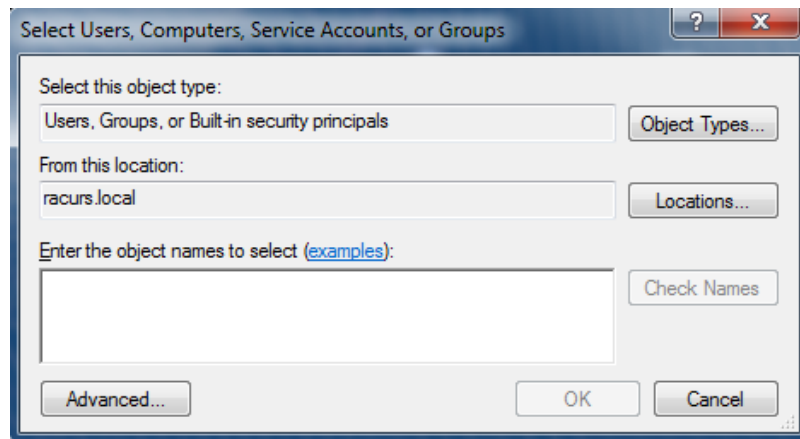 Select Users, Computers, Service Accounts, or Groups
?
X
Select this object type:
Users, Groups, or Built-in security principals
Object Types...
From this location:
racurs.local
Locations...
Enter the object names to select (examples):
Check Names
Advanced...
OK
Cancel